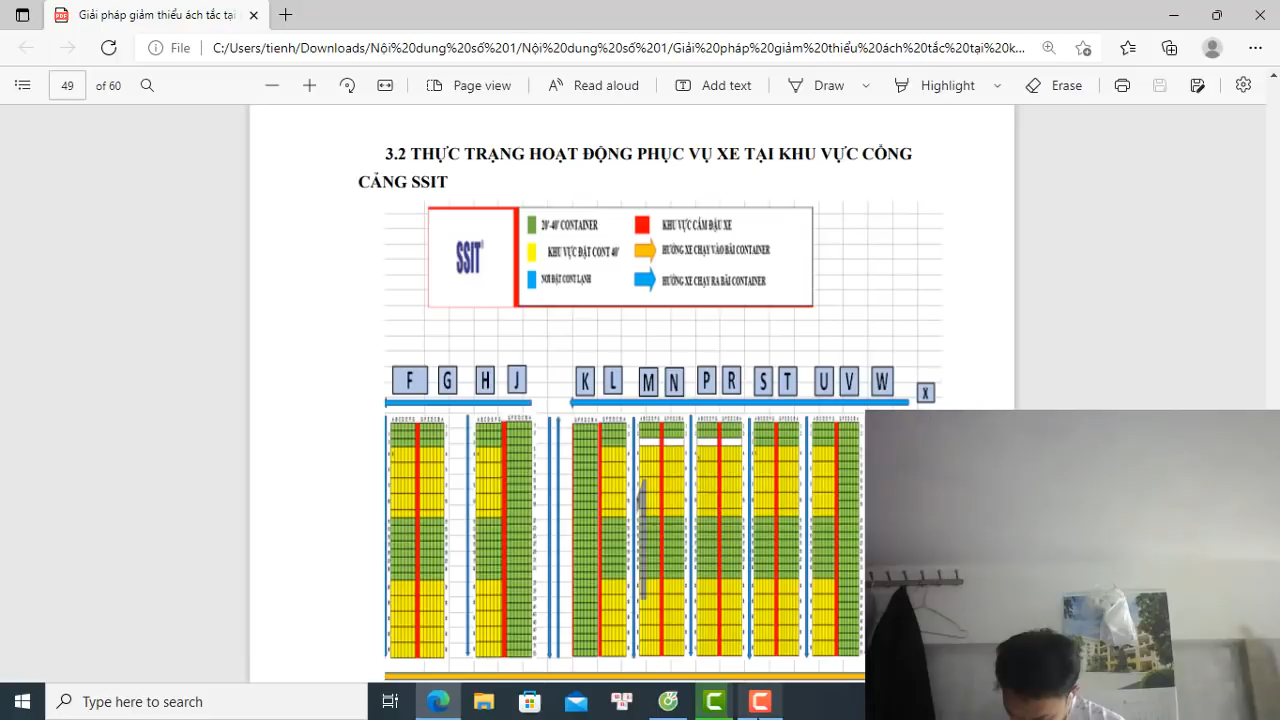 Giải pháp giảm thiểu ách tắc tại
File
C:/Users/tienh/Downloads/Nội%20dung%20số%201/Nội%20dung%20số%201/Giải%20pháp%20giảm%20thiểu%20ách%20tắc%20tại%20k...
49 of 60
Page view
Read aloud
Add text
Draw
Highlight
Erase
3.2 THỰC TRẠNG HOẠT ĐỘNG PHỤC VỤ XE TẠI KHU VỰC CỔNG
CẢNG SSIT
SSIT
20'-40' CONTAINER
KHU VỰC CẤM ĐẬU XE
KHU VỰC ĐẶT CONT 40'
HƯỚNG XE CHẠY VÀO BÃI CONTAINER
NƠI ĐẶT CONT LẠNH
HƯỚNG XE CHẠY RA BÃI CONTAINER
F G H J K L M N P R S T U V W X
Type here to search